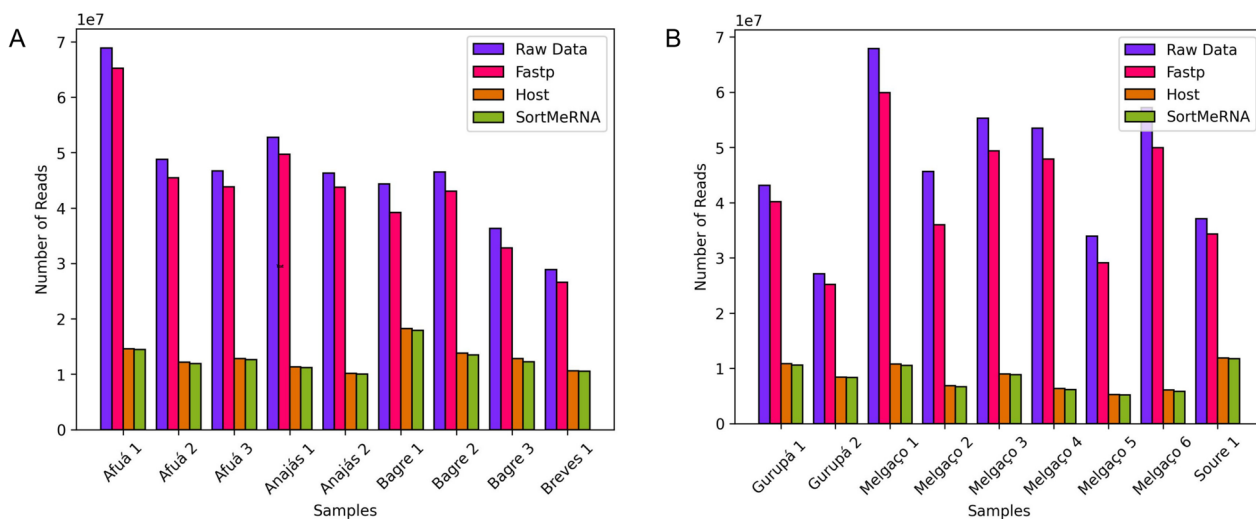 A
1e7
7
6
5
4
3
2
1
0
Number of Reads
Raw Data
Fastp
Host
SortMeRNA
Afuá 1
Afuá 2
Afuá 3
Anajás 1
Anajás 2
Bagre 1
Bagre 2
Bagre 3
Breves 1
Samples
B
1e7
7
6
5
4
3
2
1
0
Number of Reads
Raw Data
Fastp
Host
SortMeRNA
Gurupá 1
Gurupá 2
Melgaço 1
Melgaço 2
Melgaço 3
Melgaço 4
Melgaço 5
Melgaço 6
Soure 1
Samples